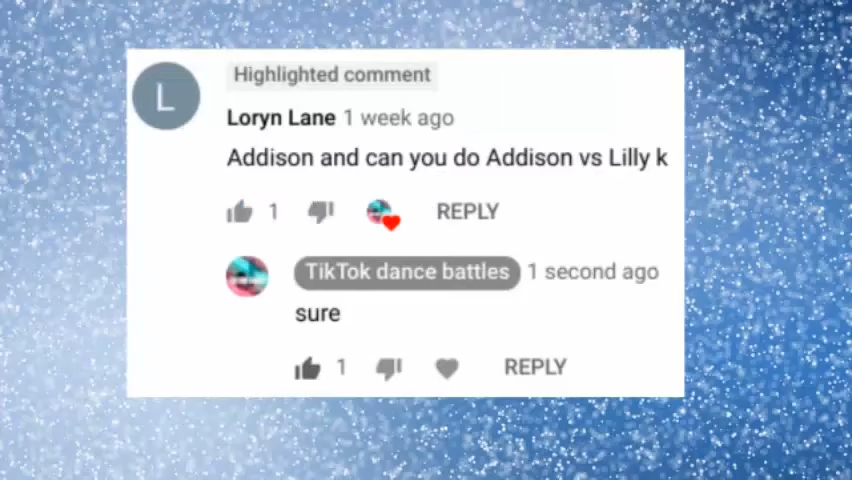 L
Highlighted comment
Loryn Lane 1 week ago
Addison and can you do Addison vs Lilly k
1 REPLY
TikTok dance battles 1 second ago
sure
1 REPLY